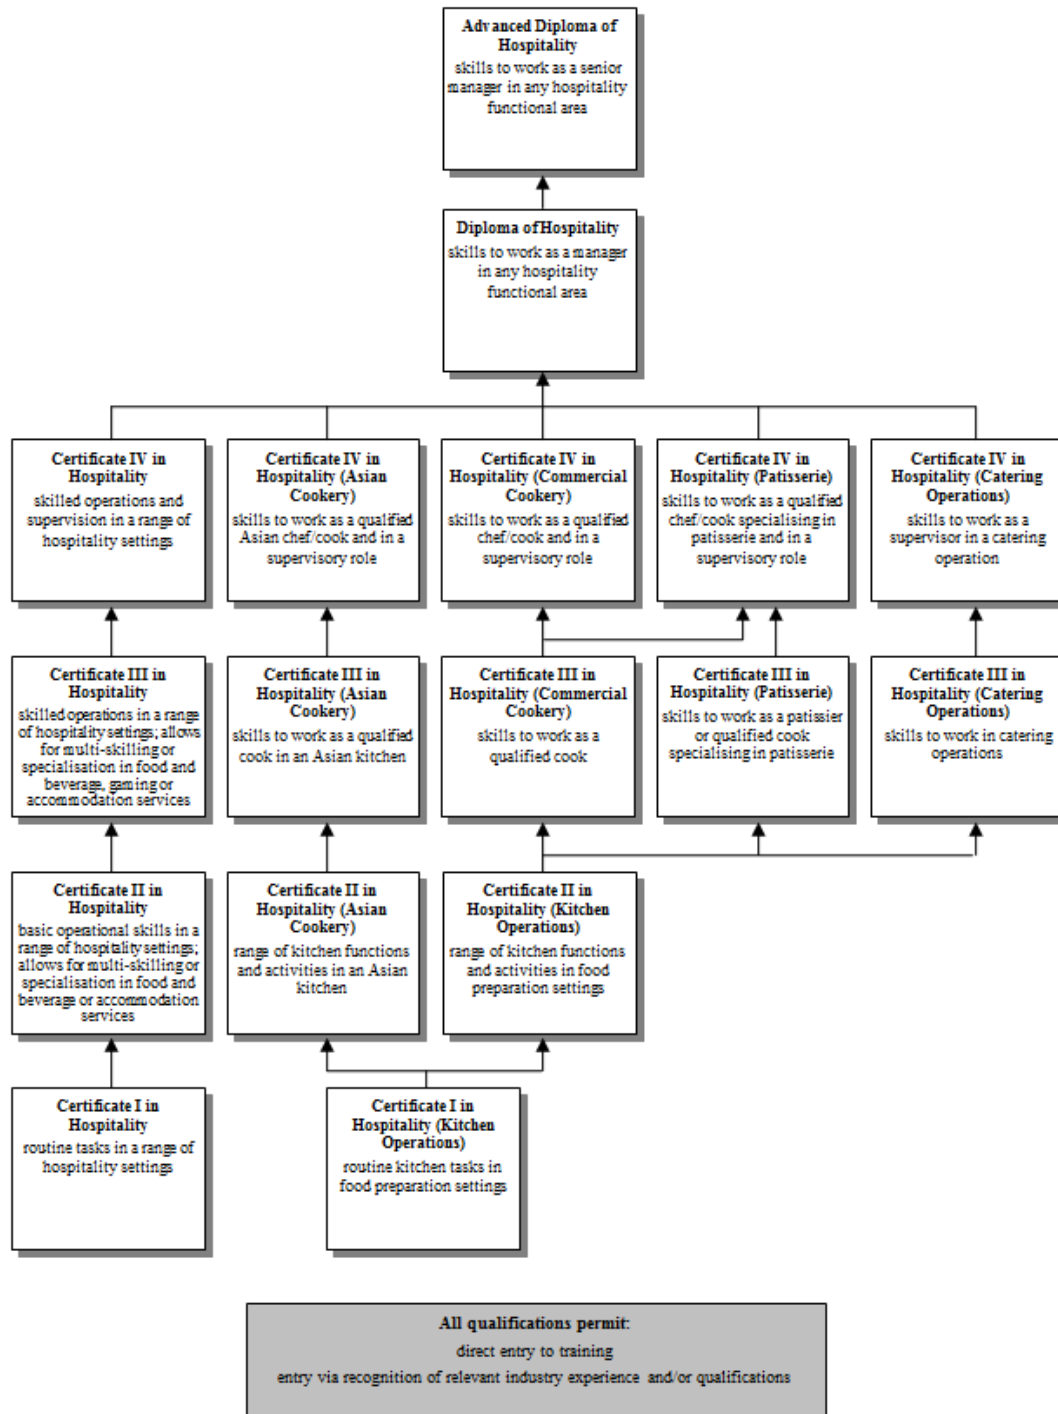 Advanced Diploma of
Hospitality
skills to work as a senior
manager in any hospitality
functional area
Diploma of Hospitality
skills to work as a manager
in any hospitality
functional area
Certificate IV in
Hospitality
skilled operations and
supervision in a range of
hospitality settings
Certificate IV in
Hospitality (Asian
Cookery)
skills to work as a qualified
Asian chef/cook and in a
supervisory role
Certificate IV in
Hospitality (Commercial
Cookery)
skills to work as a qualified
chef/cook and in a
supervisory role
Certificate IV in
Hospitality (Patisserie)
skills to work as a qualified
chef/cook specialising in
patisserie and in a
supervisory role
Certificate IV in
Hospitality (Catering
Operations)
skills to work as a
supervisor in a catering
operation
Certificate III in
Hospitality
skilled operations in a range
of hospitality settings; allows
for multi-skilling or
specialisation in food and
beverage, gaming or
accommodation services
Certificate III in
Hospitality (Asian
Cookery)
skills to work as a qualified
cook in an Asian kitchen
Certificate III in
Hospitality (Commercial
Cookery)
skills to work as a
qualified cook
Certificate III in
Hospitality (Patisserie)
skills to work as a patissier
or qualified cook
specialising in patisserie
Certificate III in
Hospitality (Catering
Operations)
skills to work in catering
operations
Certificate II in
Hospitality
basic operational skills in a
range of hospitality settings;
allows for multi-skilling or
specialisation in food and
beverage or accommodation
services
Certificate II in
Hospitality (Asian
Cookery)
range of kitchen functions
and activities in an Asian
kitchen
Certificate II in
Hospitality (Kitchen
Operations)
range of kitchen functions
and activities in food
preparation settings
Certificate I in
Hospitality
routine tasks in a range of
hospitality settings
Certificate I in
Hospitality (Kitchen
Operations)
routine kitchen tasks in
food preparation settings
All qualifications permit:
direct entry to training
entry via recognition of relevant industry experience and/or qualifications